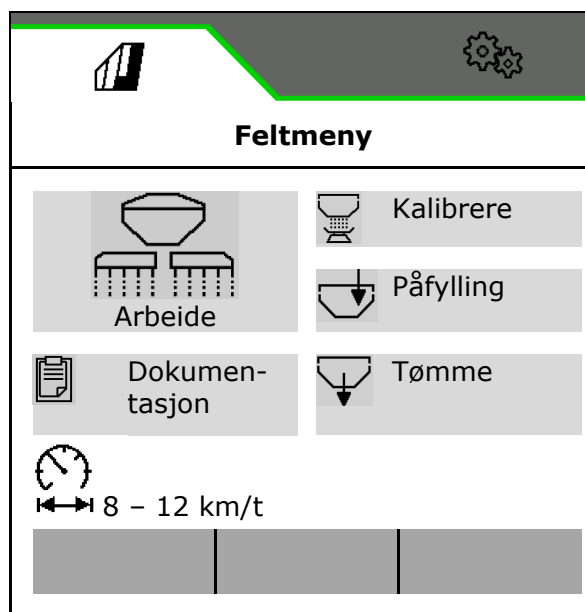 Feltmeny
Arbeide
Kalibrere
Påfylling
Dokumen-
tasjon
Tømme
8 – 12 km/t